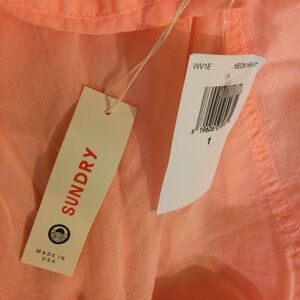 SUNDRY
MADE IN
USA
WV1E
NEON HEAT
1